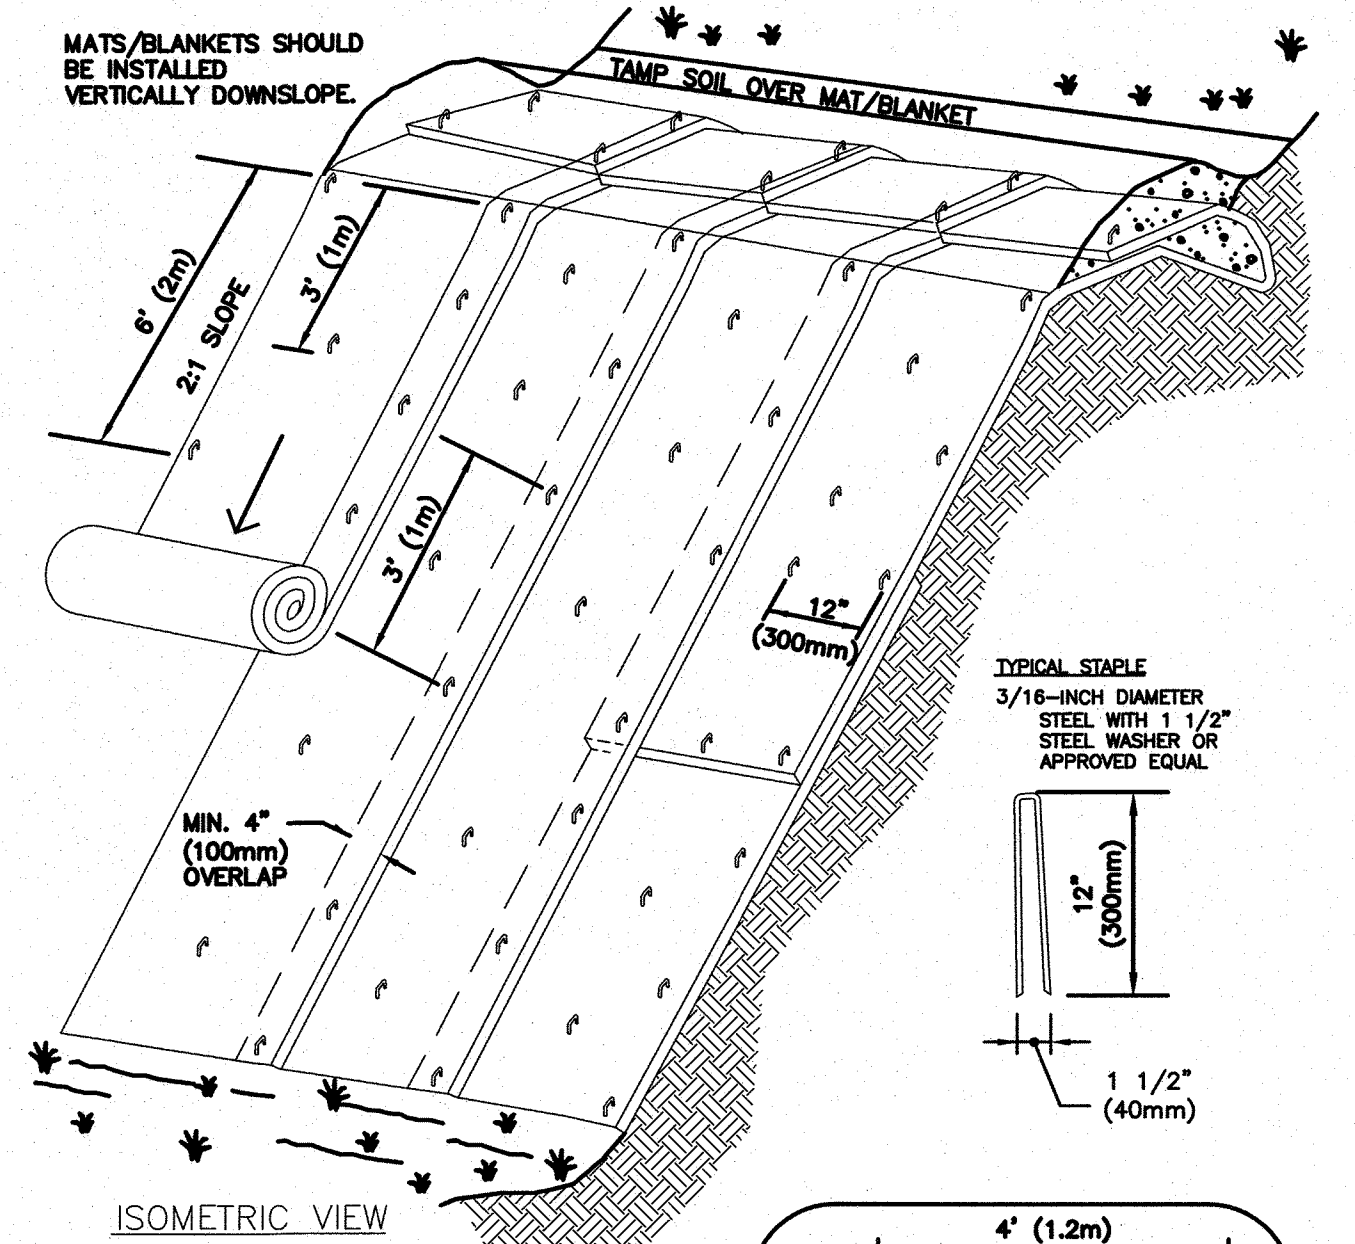 MATS/BLANKETS SHOULD
BE INSTALLED
VERTICALLY DOWNSLOPE.
TAMP SOIL OVER MAT/BLANKET
6' (2m)
2:1 SLOPE
3' (1m)
3' (1m)
12"
(300mm)
MIN. 4"
(100mm)
OVERLAP
TYPICAL STAPLE
3/16-INCH DIAMETER
STEEL WITH 1 1/2"
STEEL WASHER OR
APPROVED EQUAL
12"
(300mm)
1 1/2"
(40mm)
ISOMETRIC VIEW
4' (1.2m)